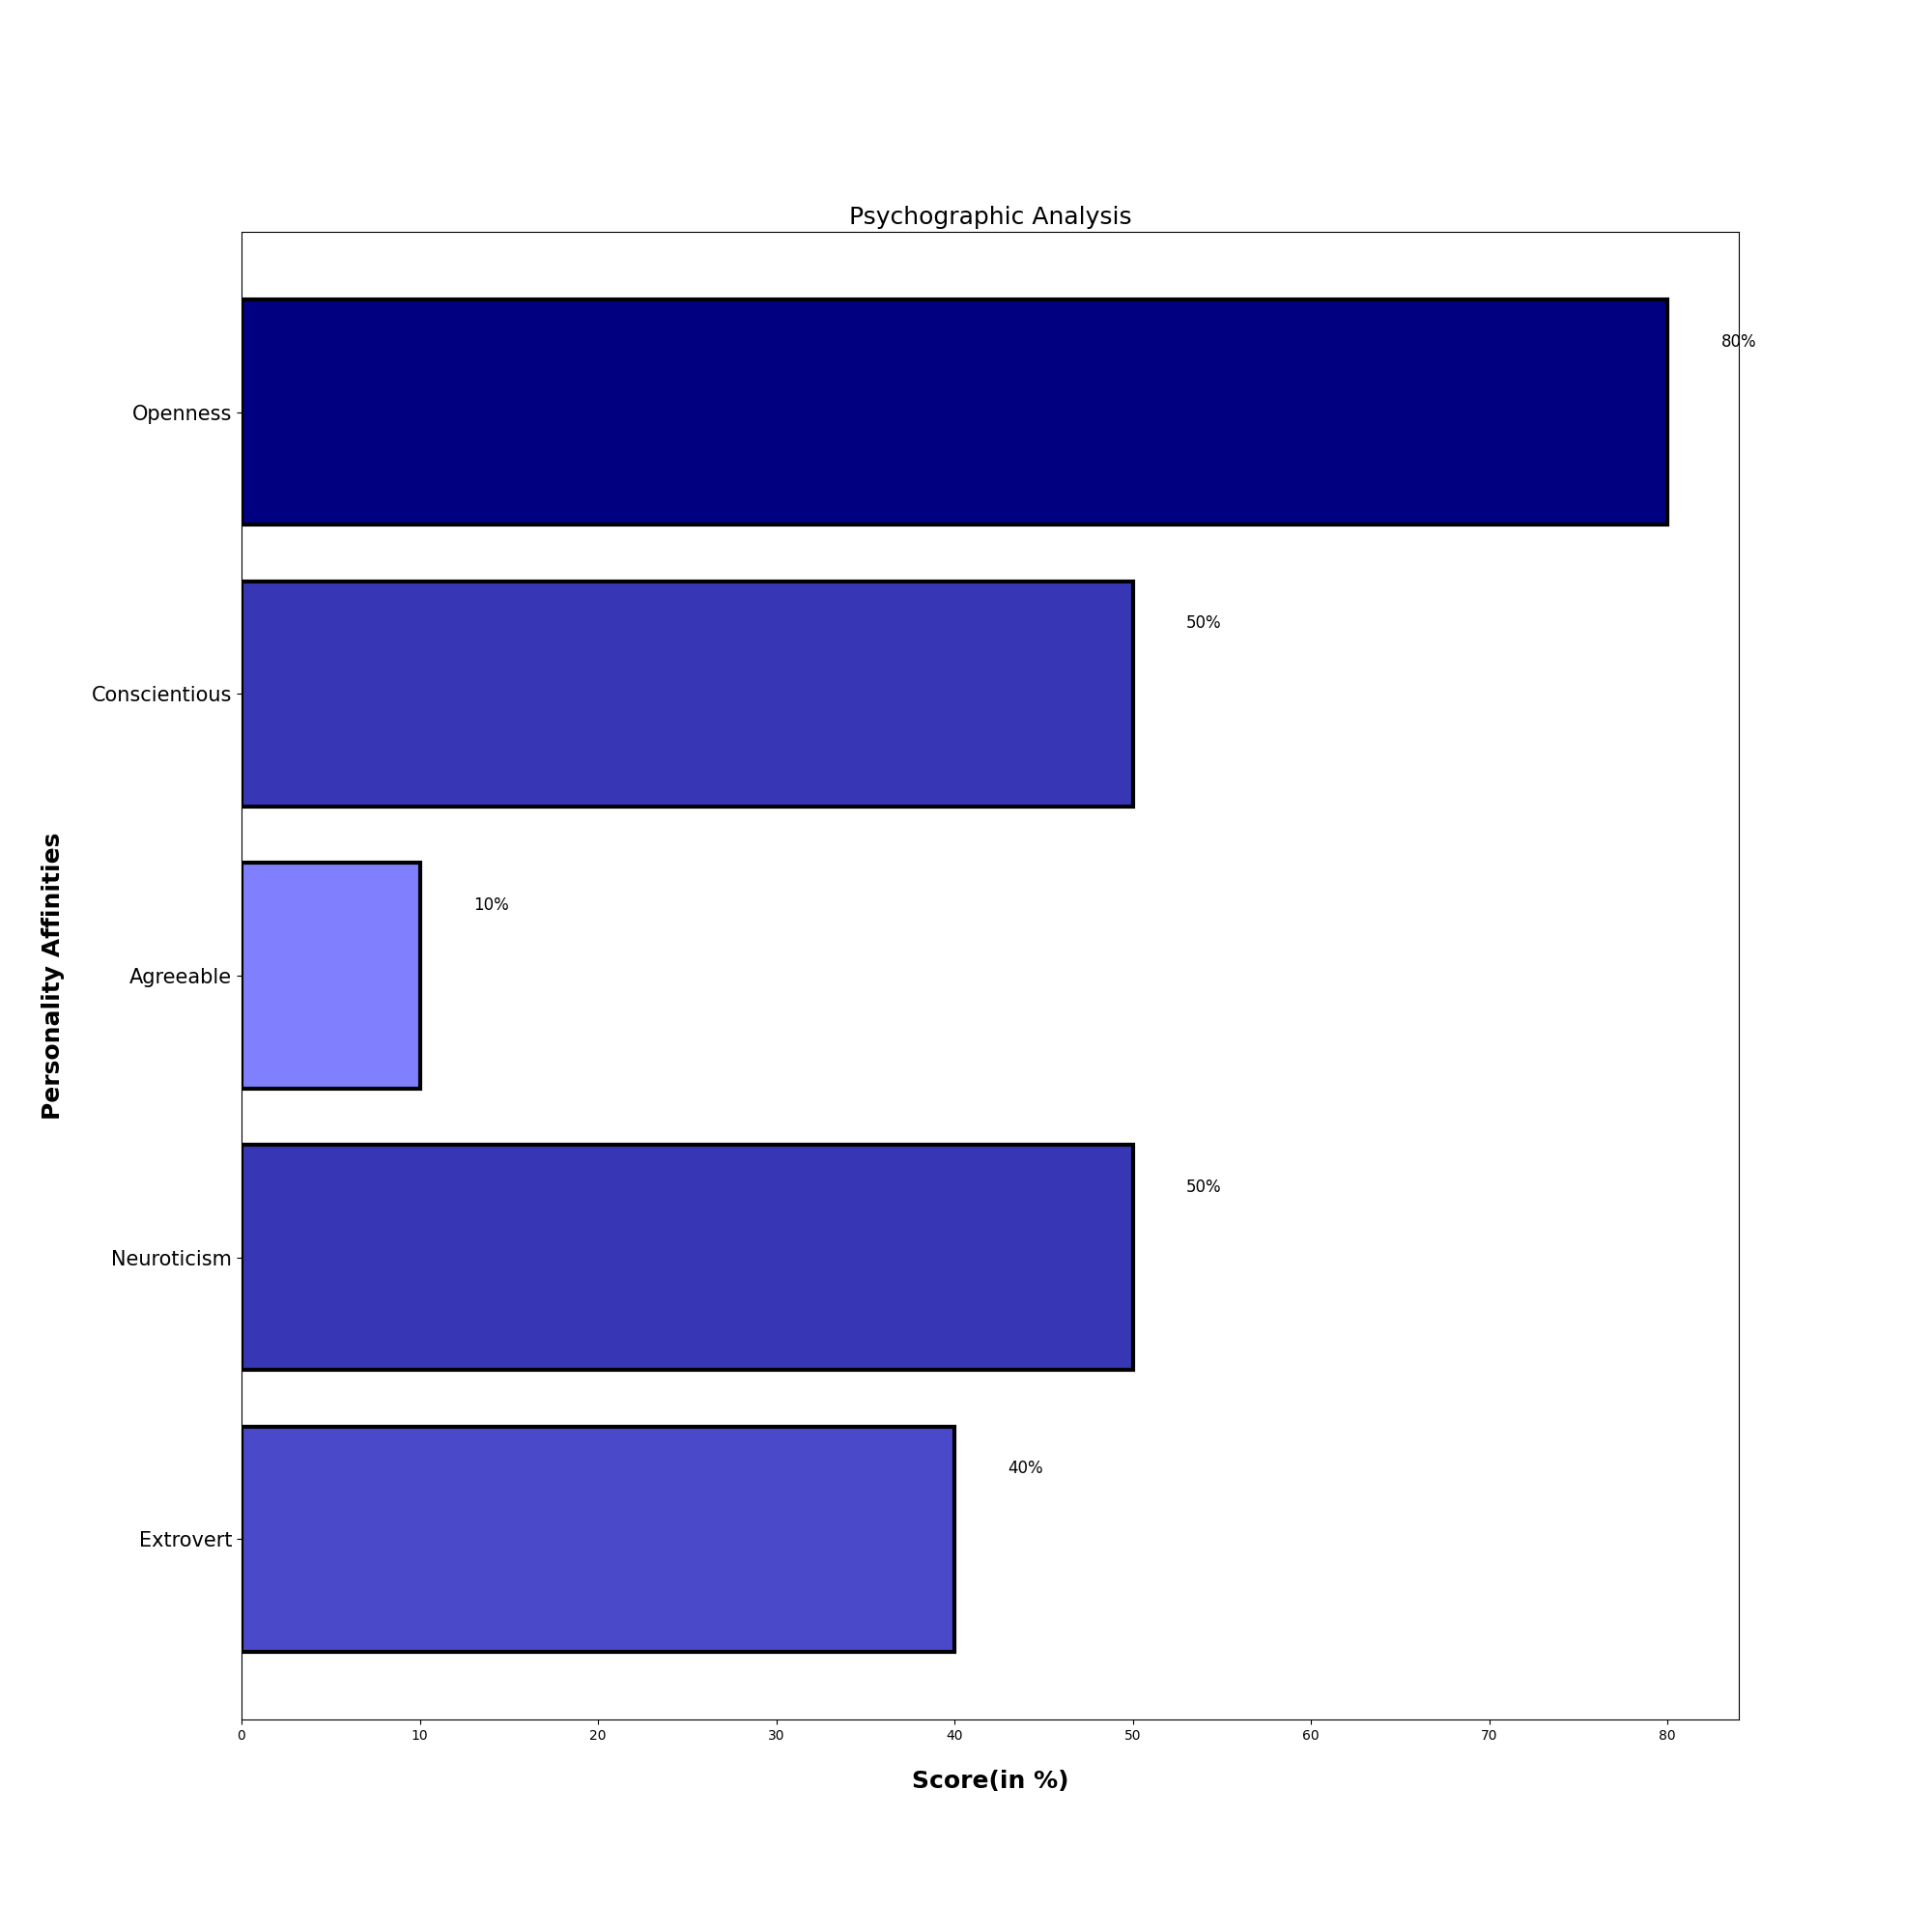 Psychographic Analysis
80%
Openness
50%
Conscientious
10%
Agreeable
50%
Neuroticism
40%
Extrovert
Personality Affinities
0 10 20 30 40 50 60 70 80
Score(in %)